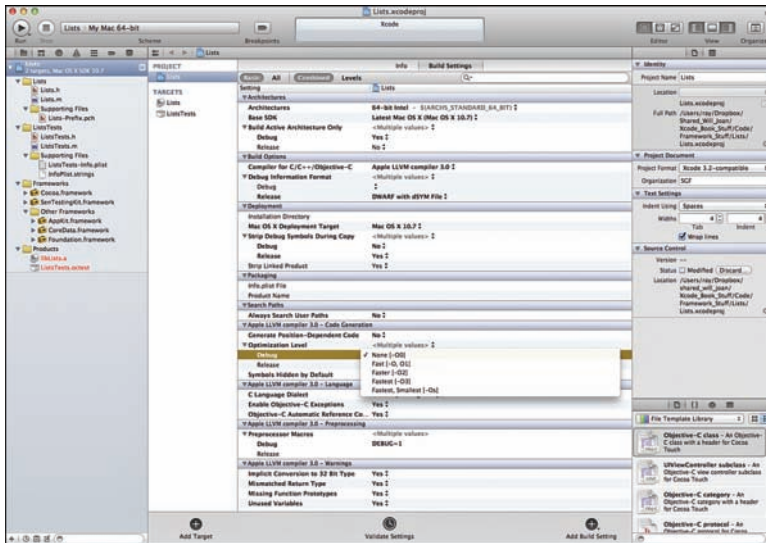 Lists.xcodeproj
Lists
My Mac 64-bit
Xcode
Run
Stop
Scheme
Breakpoints
Editor
View
Organizer
Lists
2 targets, Mac OS X SDK 10.7
Lists
Lists.h
Lists.m
Supporting Files
Lists-Prefix.pch
ListsTests
ListsTests.h
ListsTests.m
Supporting Files
ListsTests-Info.plist
InfoPlist.strings
Frameworks
Cocoa.framework
SenTestingKit.framework
Other Frameworks
AppKit.framework
CoreData.framework
Foundation.framework
Products
libLists.a
ListsTests.octest
Lists
PROJECT
Lists
TARGETS
Lists
ListsTests
Add Target
Info
Build Settings
Basic
All
Combined
Levels
Setting
Lists
Architectures
Architectures
64-bit Intel - $(ARCHS_STANDARD_64_BIT)
Base SDK
Latest Mac OS X (Mac OS X 10.7)
Build Active Architecture Only
<Multiple values>
Debug
Yes
Release
No
Build Options
Compiler for C/C++/Objective-C
Apple LLVM compiler 3.0
Debug Information Format
<Multiple values>
Debug
Release
DWARF with dSYM File
Deployment
Installation Directory
Mac OS X Deployment Target
Mac OS X 10.7
Strip Debug Symbols During Copy
<Multiple values>
Debug
No
Release
Yes
Strip Linked Product
Yes
Packaging
Info.plist File
Product Name
Search Paths
Always Search User Paths
No
Apple LLVM compiler 3.0 - Code Generation
Generate Position-Dependent Code
No
Optimization Level
<Multiple values>
Debug
✓ None [-O0]
Fast [-O, O1]
Faster [-O2]
Fastest [-O3]
Fastest, Smallest [-Os]
Release
Symbols Hidden by Default
Apple LLVM compiler 3.0 - Language
C Language Dialect
Enable Objective-C Exceptions
Yes
Objective-C Automatic Reference Co...
Yes
Apple LLVM compiler 3.0 - Preprocessing
Preprocessor Macros
<Multiple values>
Debug
DEBUG=1
Release
Apple LLVM compiler 3.0 - Warnings
Implicit Conversion to 32 Bit Type
Yes
Mismatched Return Type
Yes
Missing Function Prototypes
Yes
Unused Variables
Yes
Validate Settings
Add Build Setting
Identity
Project Name
Lists
Location
Lists.xcodeproj
Full Path
/Users/ray/Dropbox/
Shared_Will_Joan/
Xcode_Book_Stuff/Code/
Framework_Stuff/Lists/
Lists.xcodeproj
Project Document
Project Format
Xcode 3.2-compatible
Organization
SGF
Text Settings
Indent Using
Spaces
Widths
4
4
Tab
Indent
Wrap lines
Source Control
Version --
Status
Modified
Discard...
Location
/Users/ray/Dropbox/
shared_will_joan/
Xcode_Book_Stuff/Code/
Framework_Stuff/Lists/
Lists.xcodeproj
File Template Library
Objective-C class - An Objective-
C class with a header for Cocoa
Touch
UIViewController subclass - An
Objective-C view controller subclass
for Cocoa Touch
Objective-C category - An
Objective-C category with a header
for Cocoa Touch
Objective-C protocol - An